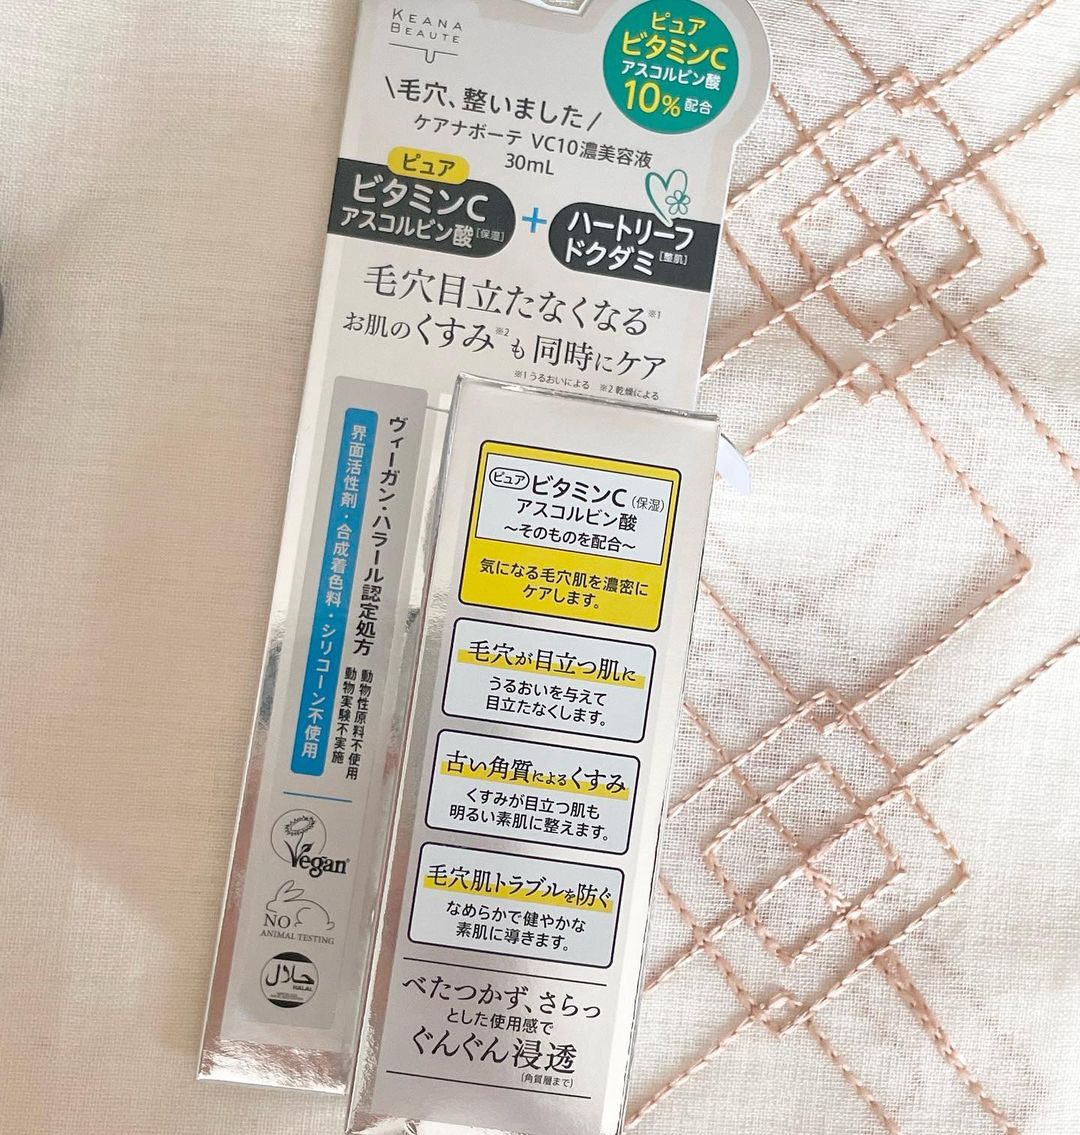 KEANA
BEAUTE
ピュア
ビタミンC
アスコルビン酸
10%配合
\毛穴、整いました/
ケアナボーテ VC10濃美容液
30mL
ピュア
ビタミンC
アスコルビン酸[保湿]
+
ハートリーフ
ドクダミ[整肌]
毛穴目立たなくなる※1
お肌のくすみ※2も同時にケア
※1 うるおいによる ※2 乾燥による
ヴィーガン・ハラール認定処方
動物性原料不使用
動物実験不実施
界面活性剤・合成着色料・シリコーン不使用
Vegan
NO
ANIMAL TESTING
حلال
HALAL
ピュア ビタミンC(保湿)
アスコルビン酸
〜そのものを配合〜
気になる毛穴肌を濃密に
ケアします。
毛穴が目立つ肌に
うるおいを与えて
目立たなくします。
古い角質によるくすみ
くすみが目立つ肌も
明るい素肌に整えます。
毛穴肌トラブルを防ぐ
なめらかで健やかな
素肌に導きます。
べたつかず、さらっ
とした使用感で
ぐんぐん浸透
(角質層まで)